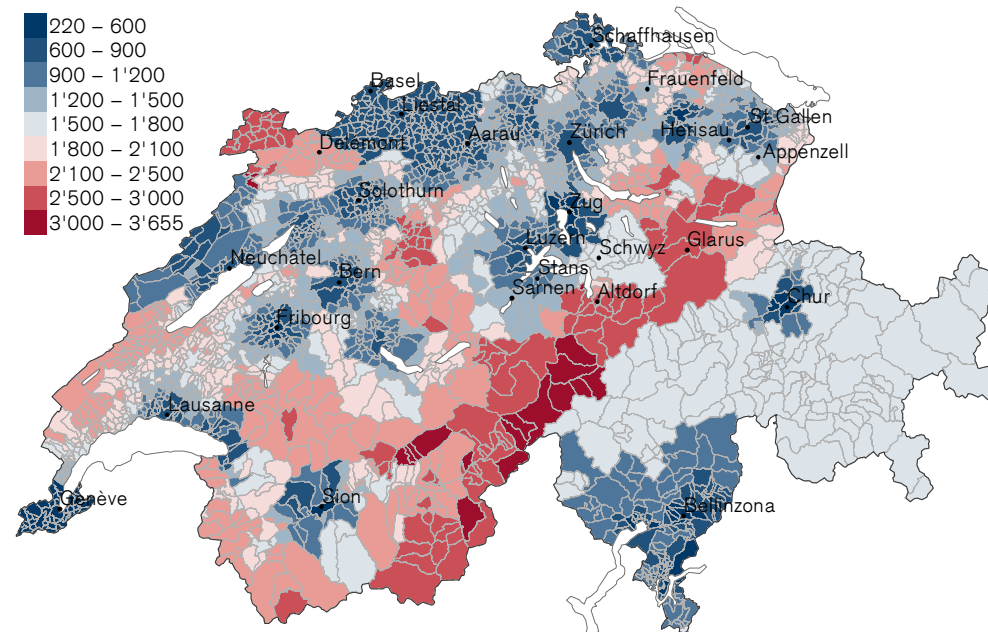 220 – 600
600 – 900
900 – 1'200
1'200 – 1'500
1'500 – 1'800
1'800 – 2'100
2'100 – 2'500
2'500 – 3'000
3'000 – 3'655
Schaffhausen
Basel
Frauenfeld
Liestal
St.Gallen
Delemont
Aarau
Zürich
Herisau
Appenzell
Solothurn
Zug
Luzern
Schwyz
Glarus
Neuchâtel
Bern
Stans
Sarnen
Altdorf
Chur
Fribourg
Lausanne
Genève
Sion
Bellinzona